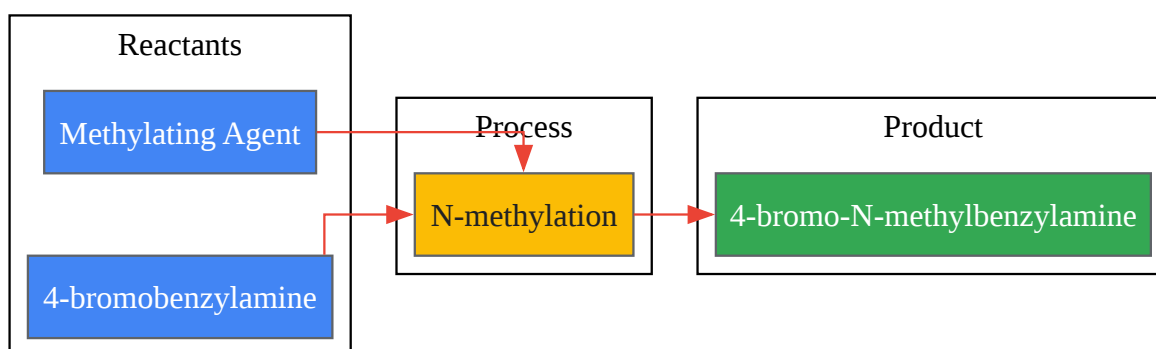 Reactants
Methylating Agent
4-bromobenzylamine
Process
N-methylation
Product
4-bromo-N-methylbenzylamine